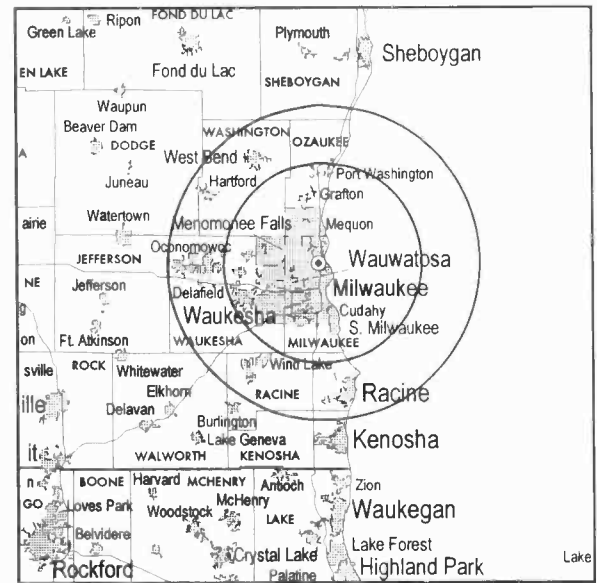 FOND DU LAC
Ripon
Green Lake
Plymouth
Sheboygan
EN LAKE
Fond du Lac
SHEBOYGAN
Waupun
Beaver Dam
DODGE
WASHINGTON
OZAUKEE
A
West Bend
Juneau
Hartford
Port Washington
Grafton
Watertown
Menomonee Falls
Mequon
airie
Oconomowoc
JEFFERSON
Wauwatosa
NE
Jefferson
Delafield
Milwaukee
g
Waukesha
Cudahy
S. Milwaukee
on
Ft. Atkinson
WAUKESHA
MILWAUKEE
sville
ROCK
Whitewater
Wind Lake
Elkhorn
RACINE
Racine
ille
Delavan
Burlington
Kenosha
it
Lake Geneva
WALWORTH
KENOSHA
n
BOONE
Harvard
MCHENRY
Antioch
Zion
GO
Loves Park
McHenry
Waukegan
Woodstock
LAKE
Belvidere
Lake Forest
Crystal Lake
Highland Park
Lake
Rockford
Palatine